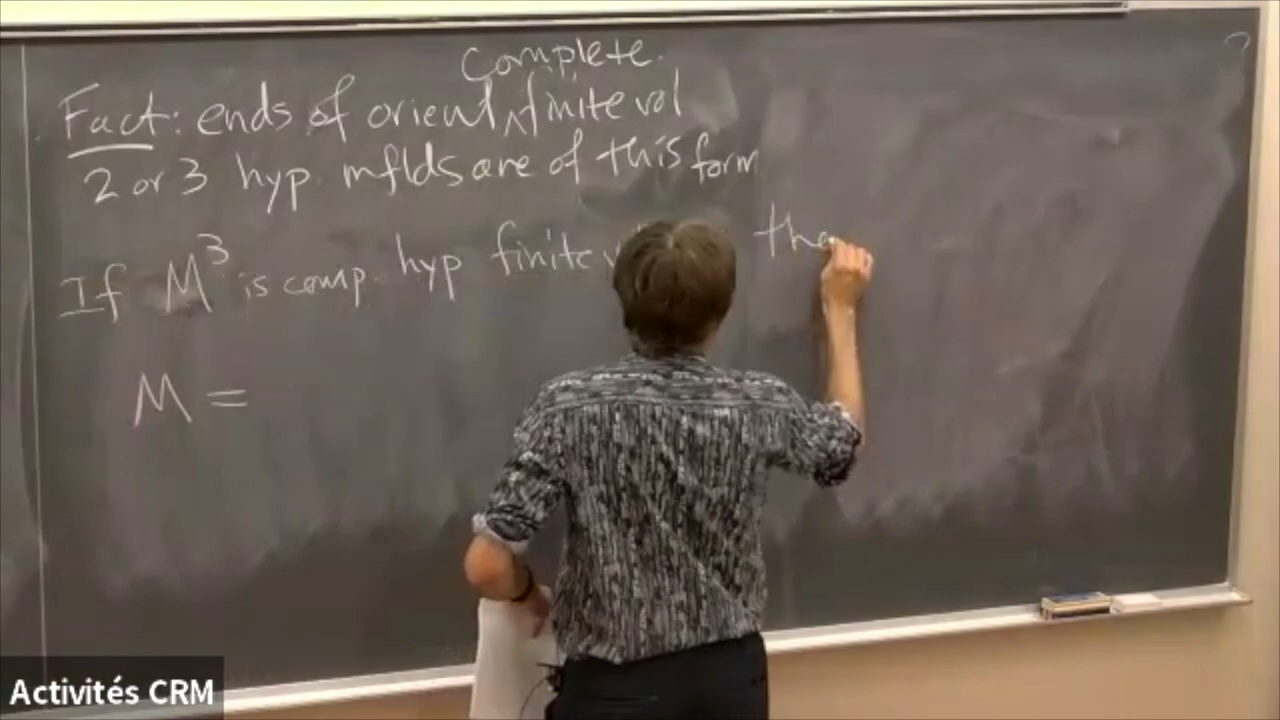 Complete.
Fact: ends of orient ^ finite vol
2 or 3 hyp. mflds are of this form
If M³ is comp. hyp finite the
M =
Activités CRM